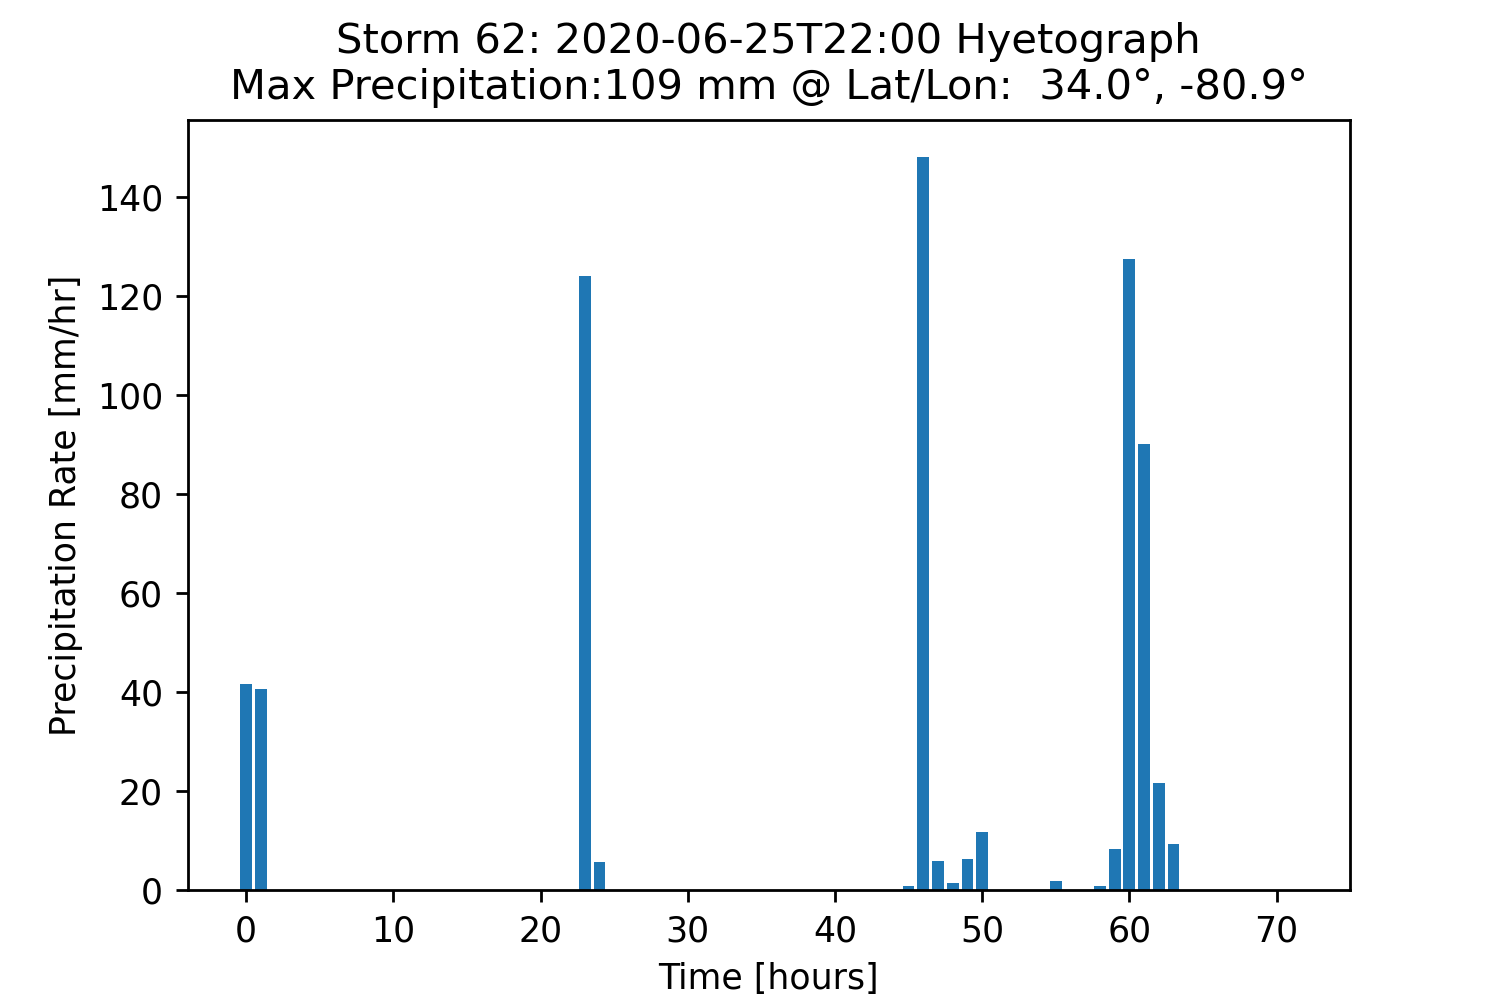 Storm 62: 2020-06-25T22:00 Hyetograph
Max Precipitation:109 mm @ Lat/Lon:  34.0°, -80.9°
Precipitation Rate [mm/hr]
140
120
100
80
60
40
20
0
0 10 20 30 40 50 60 70
Time [hours]